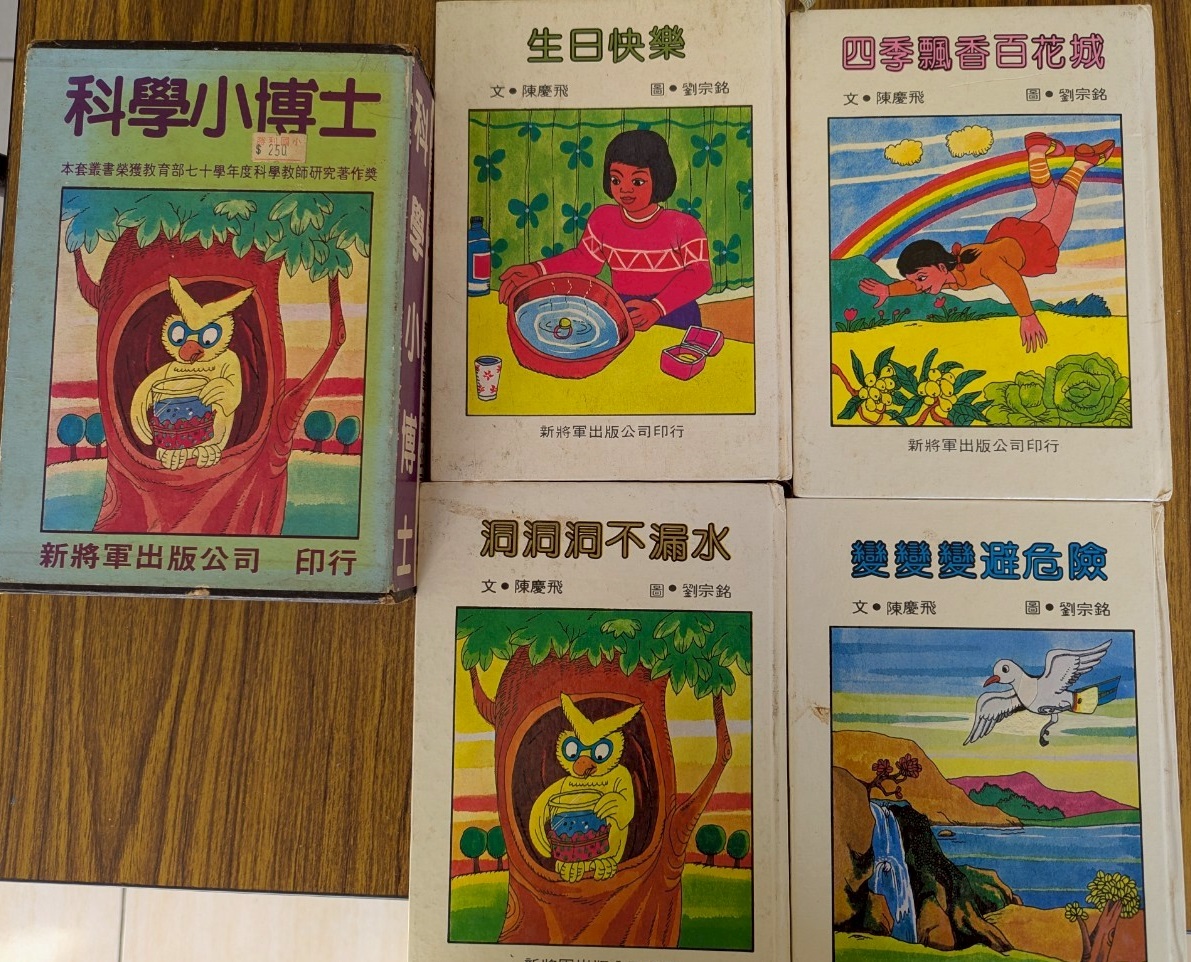 科學小博士
$250
本套叢書榮獲教育部七十學年度科學教師研究著作獎
新將軍出版公司 印行
科學小博士
生日快樂
文●陳慶飛 圖●劉宗銘
新將軍出版公司印行
四季飄香百花城
文●陳慶飛 圖●劉宗銘
新將軍出版公司印行
洞洞洞不漏水
文●陳慶飛 圖●劉宗銘
變變變避危險
文●陳慶飛 圖●劉宗銘